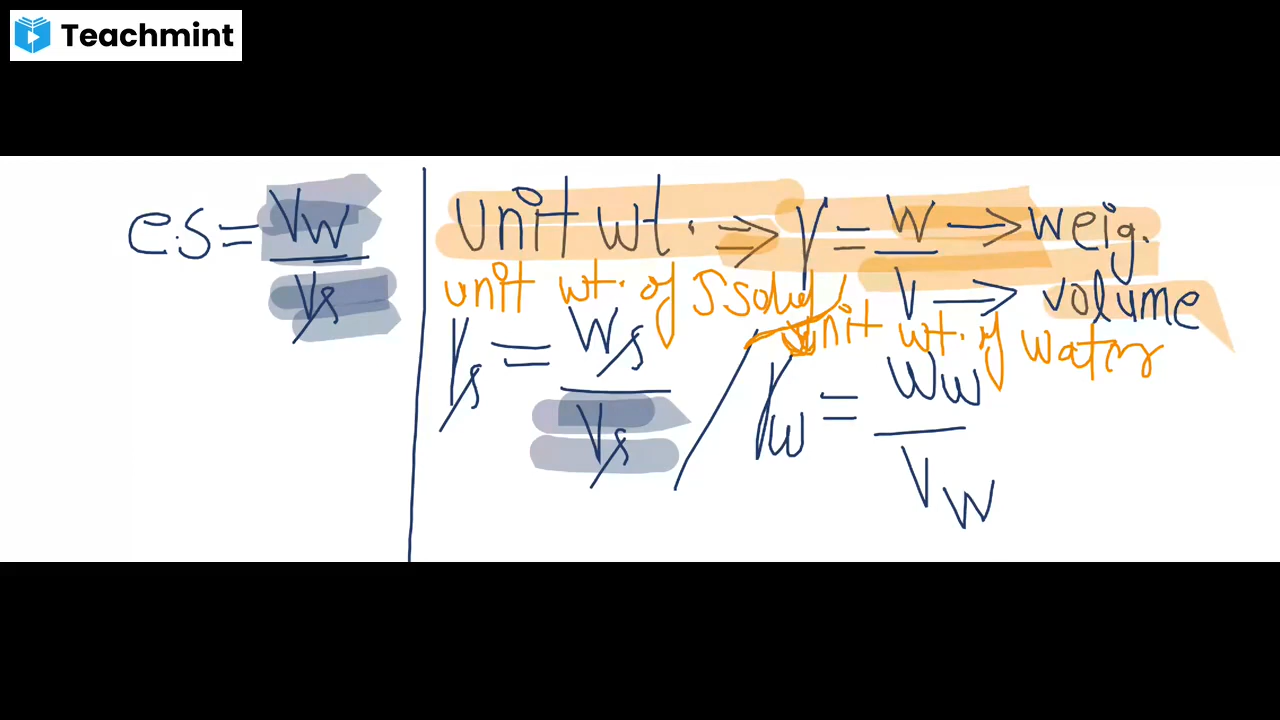 Teachmint
e.s = Vw / Vs
unit wt. ⇒ γ = W → weig.
V → volume
unit wt. of Ssolid
γs = Ws / Vs
unit wt. of water
γw = Ww / Vw